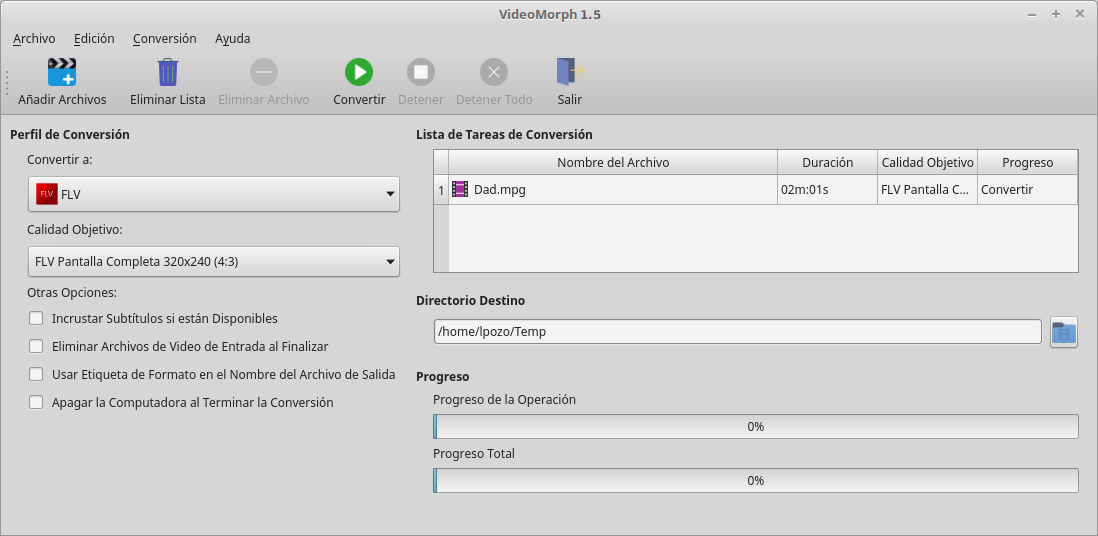 VideoMorph 1.5
Archivo Edición Conversión Ayuda
Añadir Archivos Eliminar Lista Eliminar Archivo Convertir Detener Detener Todo Salir
Perfil de Conversión
Convertir a:
FLV FLV
Calidad Objetivo:
FLV Pantalla Completa 320x240 (4:3)
Otras Opciones:
Incrustar Subtítulos si están Disponibles
Eliminar Archivos de Video de Entrada al Finalizar
Usar Etiqueta de Formato en el Nombre del Archivo de Salida
Apagar la Computadora al Terminar la Conversión
Lista de Tareas de Conversión
Nombre del Archivo Duración Calidad Objetivo Progreso
1 Dad.mpg 02m:01s FLV Pantalla C... Convertir
Directorio Destino
/home/lpozo/Temp
Progreso
Progreso de la Operación
0%
Progreso Total
0%